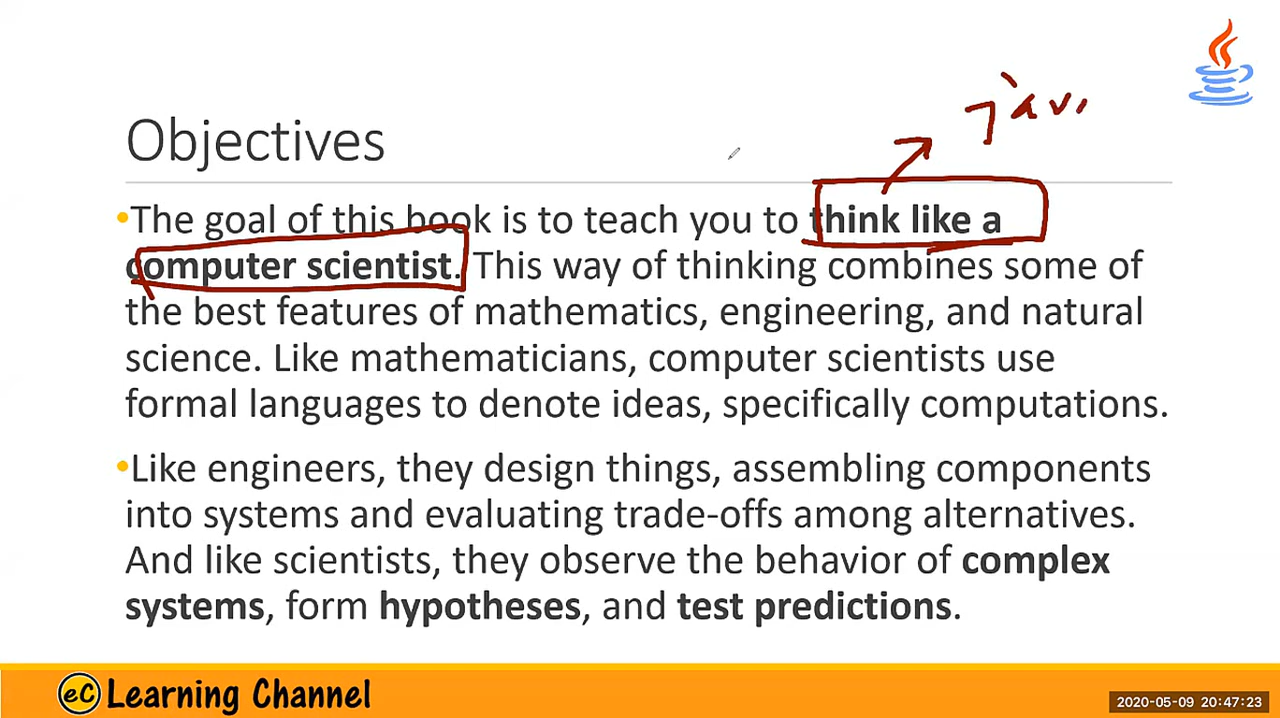 Objectives
jav
•The goal of this book is to teach you to think like a
computer scientist. This way of thinking combines some of
the best features of mathematics, engineering, and natural
science. Like mathematicians, computer scientists use
formal languages to denote ideas, specifically computations.
•Like engineers, they design things, assembling components
into systems and evaluating trade-offs among alternatives.
And like scientists, they observe the behavior of complex
systems, form hypotheses, and test predictions.
eC Learning Channel
2020-05-09 20:47:23